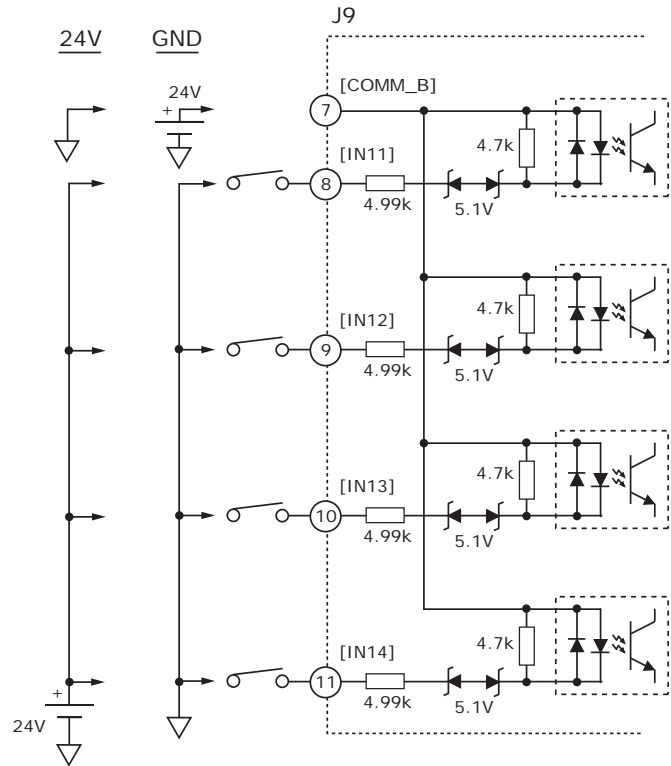 J9
24V GND
24V
+
[COMM_B]
7
4.7k
[IN11]
8
4.99k
5.1V
4.7k
[IN12]
9
4.99k
5.1V
4.7k
[IN13]
10
4.99k
5.1V
4.7k
[IN14]
11
4.99k
5.1V
+
24V